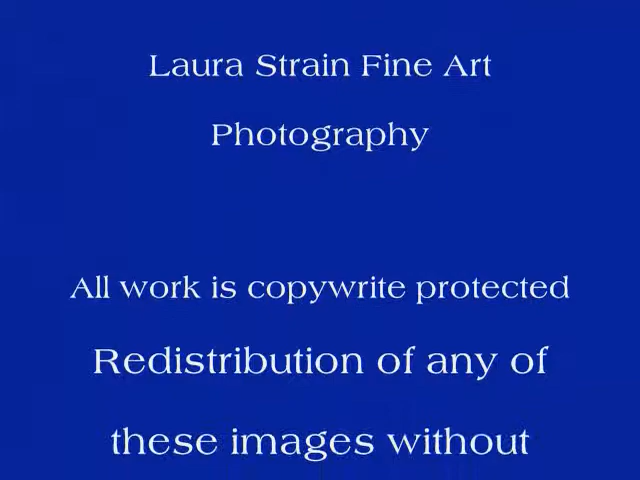 Laura Strain Fine Art
Photography
All work is copywrite protected
Redistribution of any of
these images without